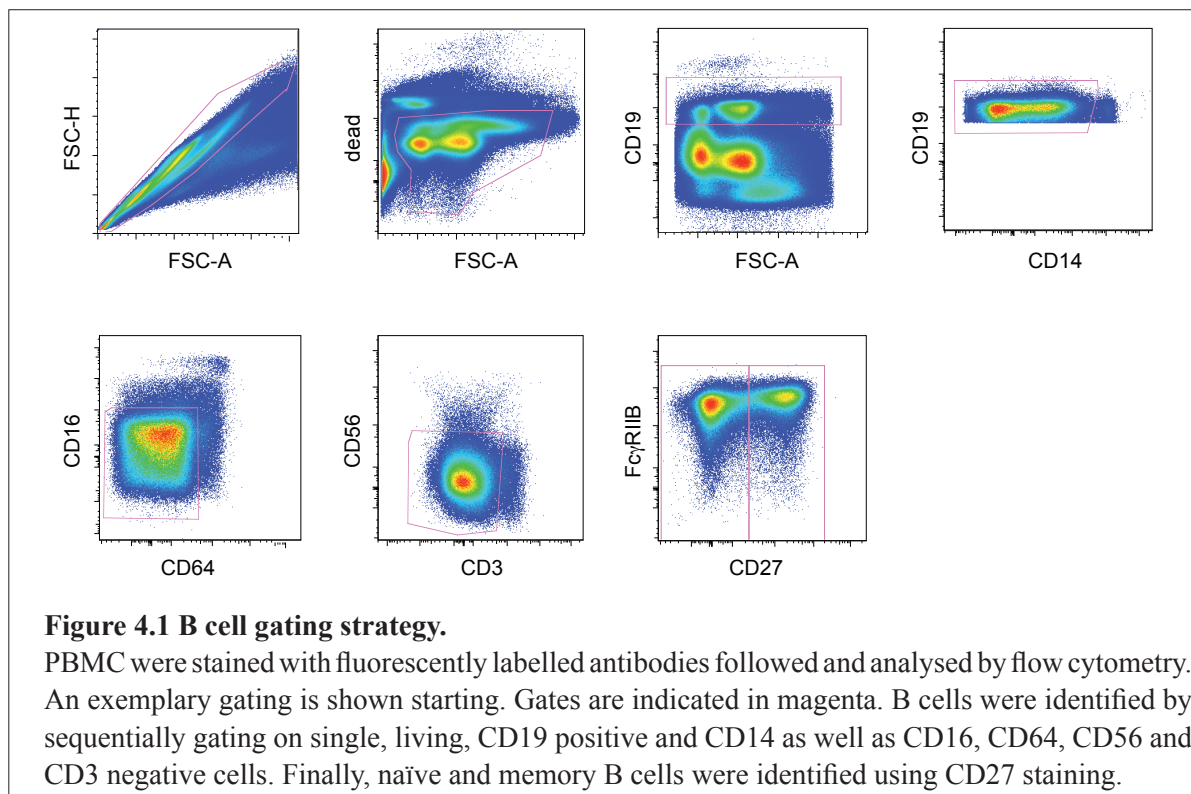 FSC-H
FSC-A
dead
FSC-A
CD19
FSC-A
CD19
CD14
CD16
CD64
CD56
CD3
FcγRIIB
CD27
Figure 4.1 B cell gating strategy.
PBMC were stained with fluorescently labelled antibodies followed and analysed by flow cytometry.
An exemplary gating is shown starting. Gates are indicated in magenta. B cells were identified by
sequentially gating on single, living, CD19 positive and CD14 as well as CD16, CD64, CD56 and
CD3 negative cells. Finally, naïve and memory B cells were identified using CD27 staining.